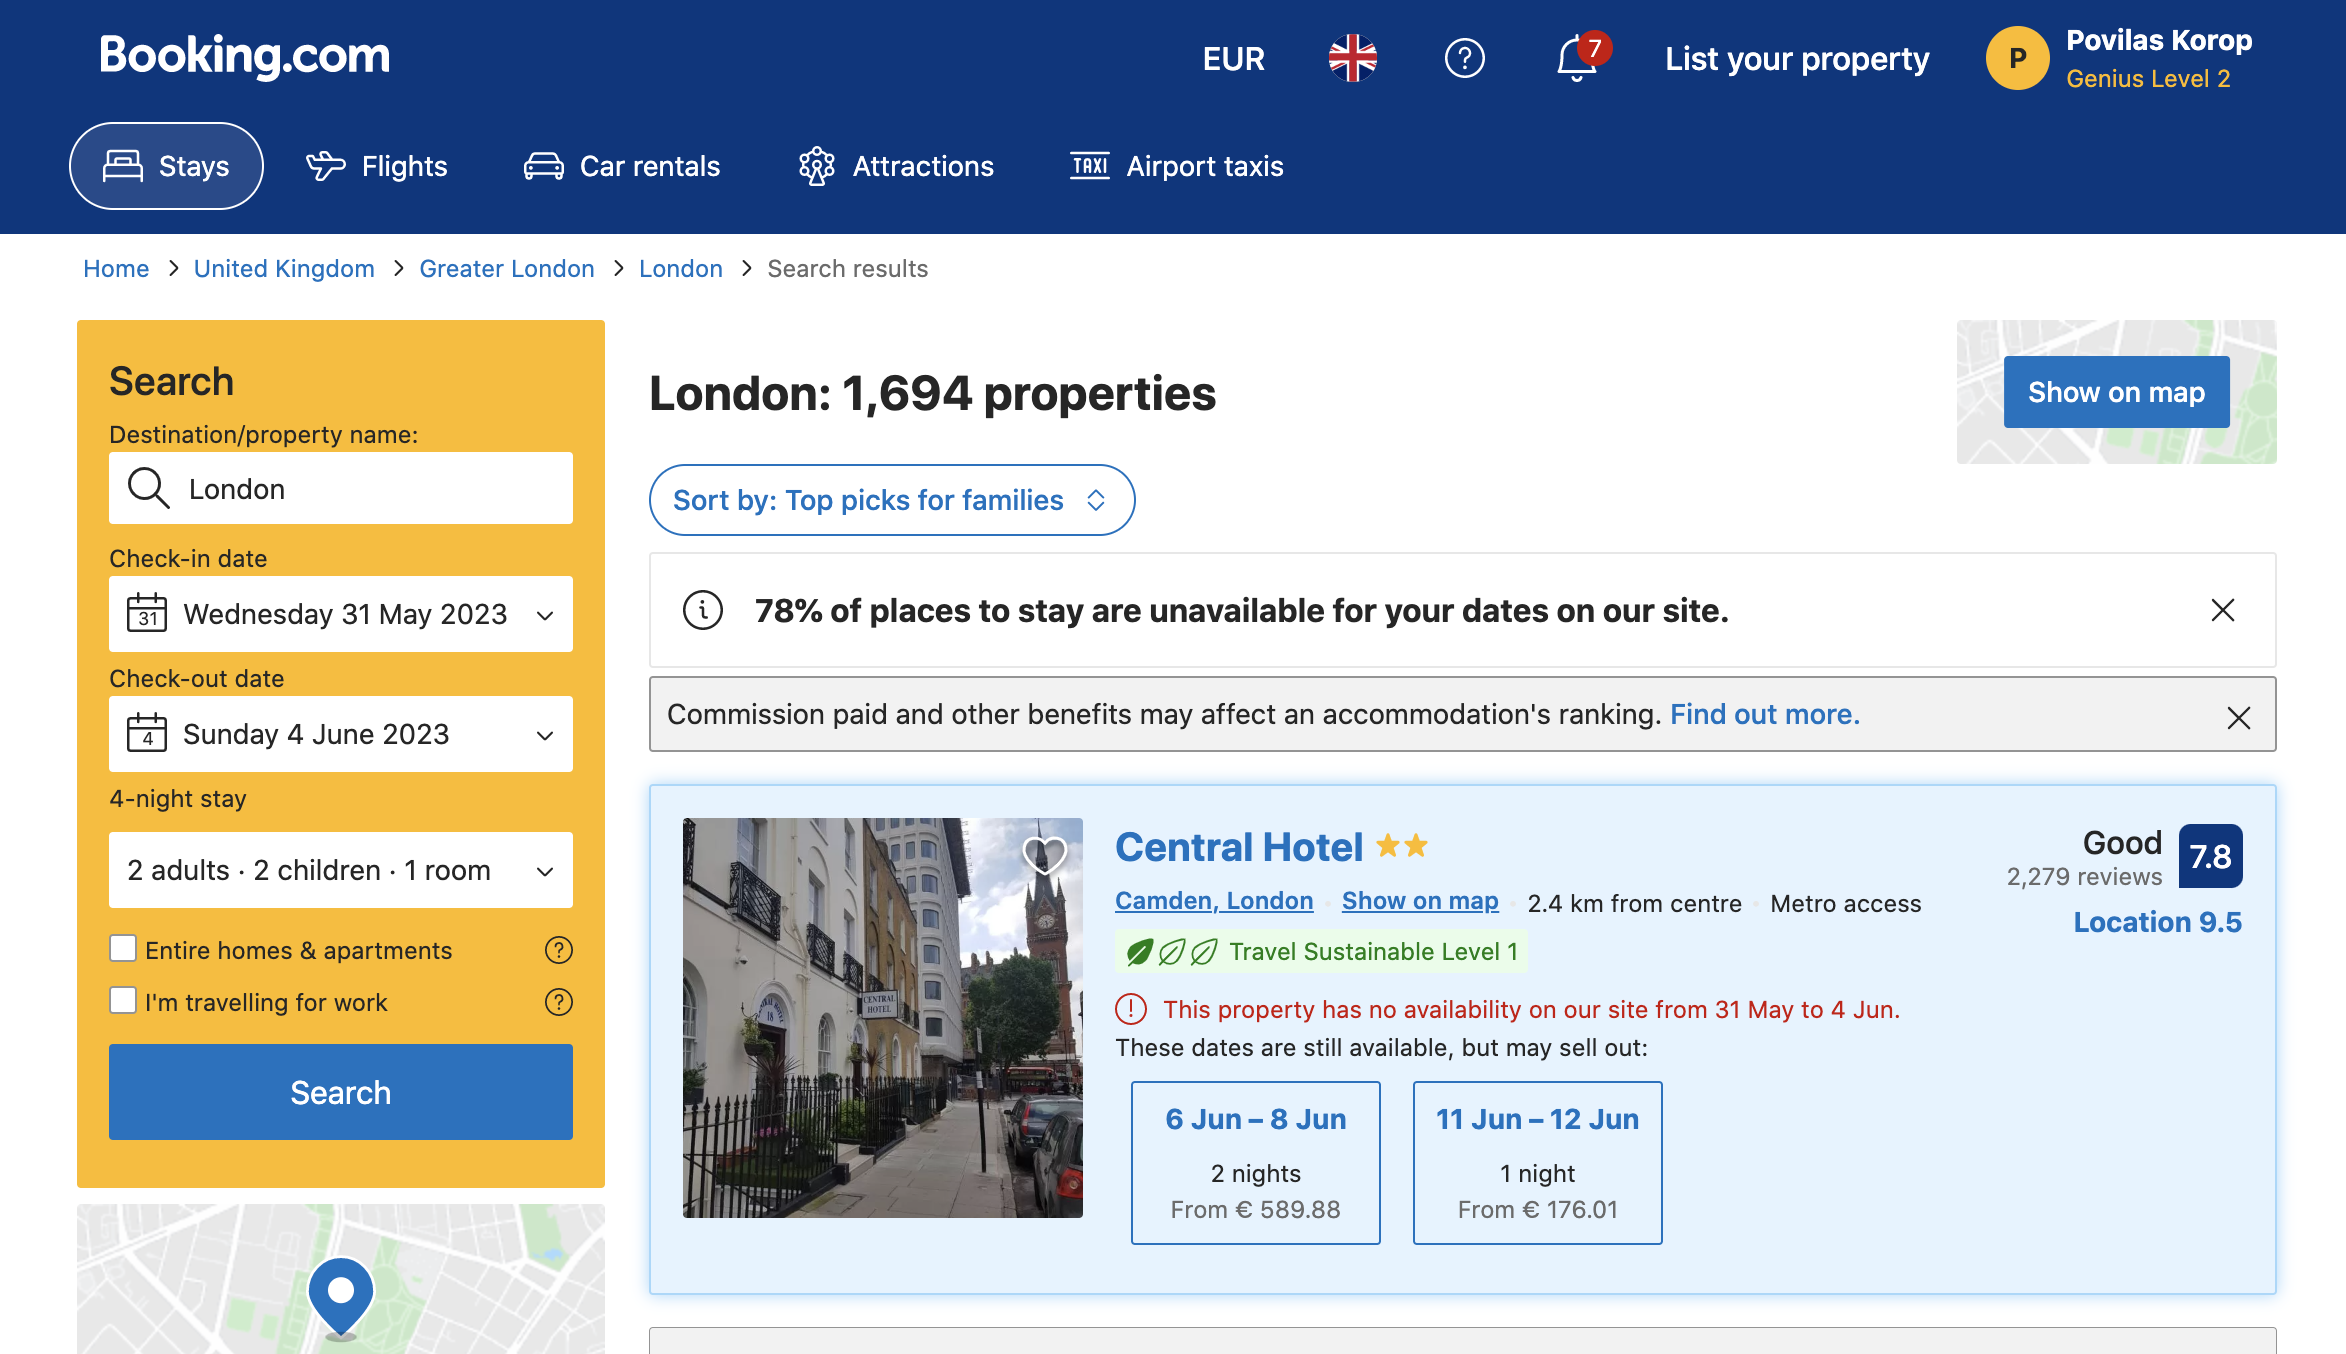 Booking.com
EUR
7
List your property
P
Povilas Korop
Genius Level 2
Stays
Flights
Car rentals
Attractions
TAXI Airport taxis
Home > United Kingdom > Greater London > London > Search results
Search
Destination/property name:
London
Check-in date
31 Wednesday 31 May 2023
Check-out date
4 Sunday 4 June 2023
4-night stay
2 adults · 2 children · 1 room
Entire homes & apartments
I'm travelling for work
Search
London: 1,694 properties
Show on map
Sort by: Top picks for families
78% of places to stay are unavailable for your dates on our site.
Commission paid and other benefits may affect an accommodation's ranking. Find out more.
CENTRAL
HOTEL
Central Hotel
Good
2,279 reviews
7.8
Camden, London · Show on map · 2.4 km from centre · Metro access
Location 9.5
Travel Sustainable Level 1
This property has no availability on our site from 31 May to 4 Jun.
These dates are still available, but may sell out:
6 Jun – 8 Jun
2 nights
From € 589.88
11 Jun – 12 Jun
1 night
From € 176.01